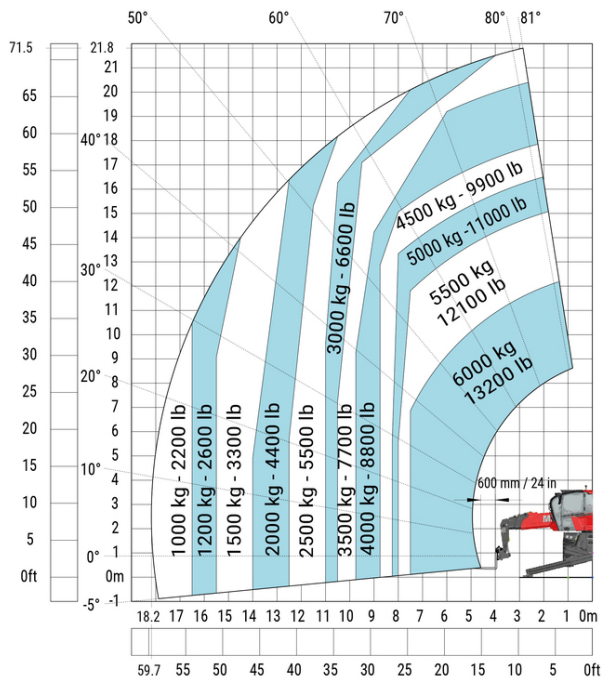 50° 60° 70° 80° 81°
71.5 21.8
21
65 20
19
60 40° 18
17
55 16
50 15
14
45 13
30° 12
40 11
35 10
30 9
25 20° 8
7
20 6
15 5
10° 4
10 3
2
5 0° 1
0ft 0m
-5° -1
1000 kg - 2200 lb
1200 kg - 2600 lb
1500 kg - 3300 lb
2000 kg - 4400 lb
2500 kg - 5500 lb
3000 kg - 6600 lb
3500 kg - 7700 lb
4000 kg - 8800 lb
4500 kg - 9900 lb
5000 kg -11000 lb
5500 kg
12100 lb
6000 kg
13200 lb
600 mm / 24 in
18.2 17 16 15 14 13 12 11 10 9 8 7 6 5 4 3 2 1 0m
59.7 55 50 45 40 35 30 25 20 15 10 5 0ft